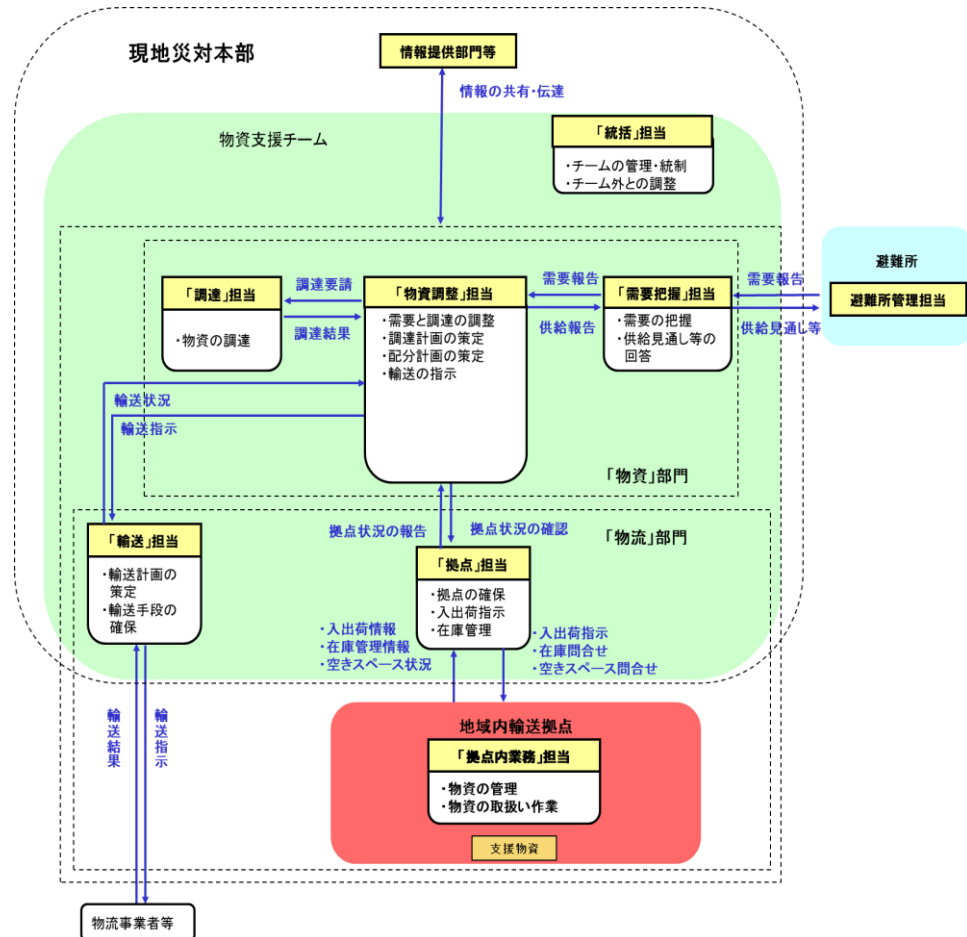 現地災対本部
情報提供部門等
情報の共有・伝達
物資支援チーム
「統括」担当
・チームの管理・統制
・チーム外との調整
避難所
避難所管理担当
需要報告
供給見通し等
「調達」担当
・物資の調達
調達要請
調達結果
「物資調整」担当
・需要と調達の調整
・調達計画の策定
・配分計画の策定
・輸送の指示
需要報告
供給報告
「需要把握」担当
・需要の把握
・供給見通し等の
回答
輸送状況
輸送指示
「物資」部門
拠点状況の報告
拠点状況の確認
「物流」部門
「輸送」担当
・輸送計画の
策定
・輸送手段の
確保
「拠点」担当
・拠点の確保
・入出荷指示
・在庫管理
・入出荷情報
・在庫管理情報
・空きスペース状況
・入出荷指示
・在庫問合せ
・空きスペース問合せ
輸送結果
輸送指示
地域内輸送拠点
「拠点内業務」担当
・物資の管理
・物資の取扱い作業
支援物資
物流事業者等